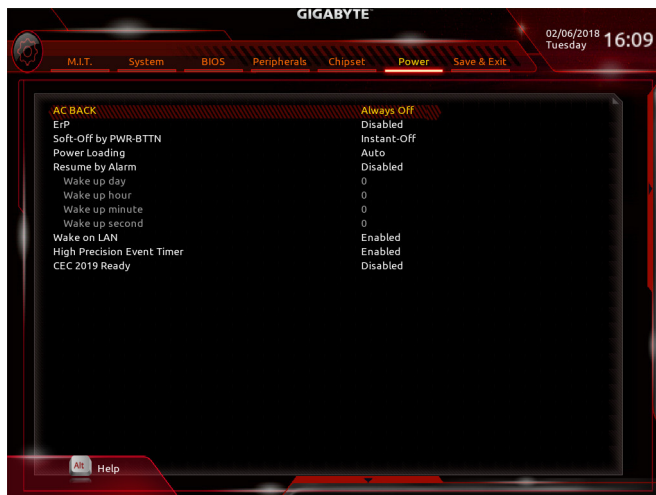 GIGABYTE™
02/06/2018 16:09
Tuesday
M.I.T. System BIOS Peripherals Chipset Power Save & Exit
AC BACK Always Off
ErP Disabled
Soft-Off by PWR-BTTN Instant-Off
Power Loading Auto
Resume by Alarm Disabled
Wake up day 0
Wake up hour 0
Wake up minute 0
Wake up second 0
Wake on LAN Enabled
High Precision Event Timer Enabled
CEC 2019 Ready Disabled
Alt Help